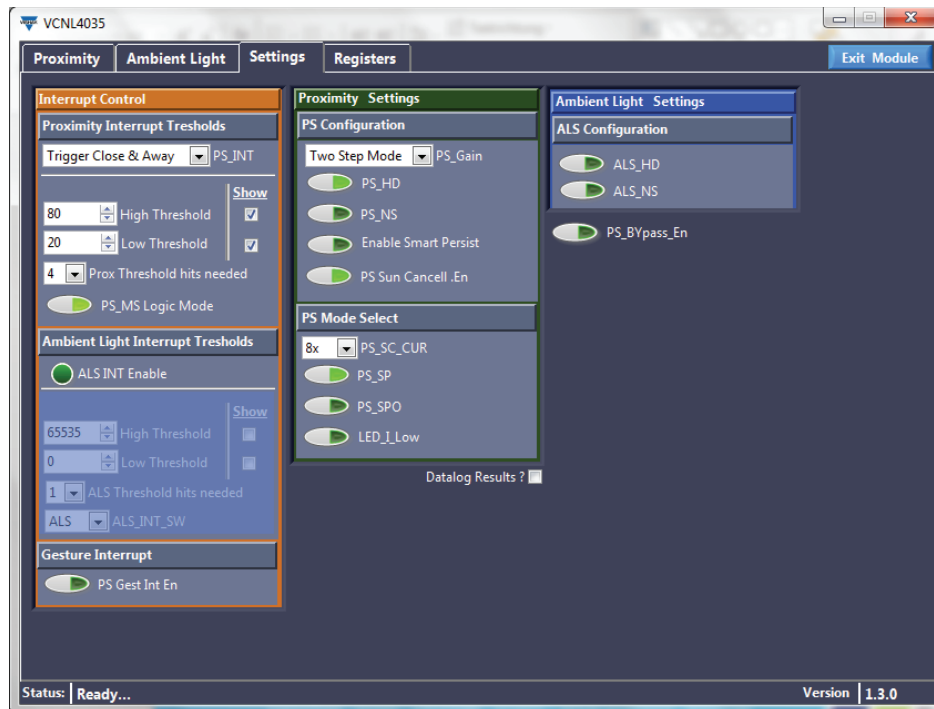 VCNL4035
Proximity Ambient Light Settings Registers Exit Module
Interrupt Control
Proximity Interrupt Tresholds
Trigger Close & Away PS_INT
Show
80 High Threshold
20 Low Threshold
4 Prox Threshold hits needed
PS_MS Logic Mode
Ambient Light Interrupt Tresholds
ALS INT Enable
Show
65535 High Threshold
0 Low Threshold
1 ALS Threshold hits needed
ALS ALS_INT_SW
Gesture Interrupt
PS Gest Int En
Proximity Settings
PS Configuration
Two Step Mode PS_Gain
PS_HD
PS_NS
Enable Smart Persist
PS Sun Cancell .En
PS Mode Select
8x PS_SC_CUR
PS_SP
PS_SPO
LED_I_Low
Datalog Results ?
Ambient Light Settings
ALS Configuration
ALS_HD
ALS_NS
PS_BYpass_En
Status: Ready... Version 1.3.0